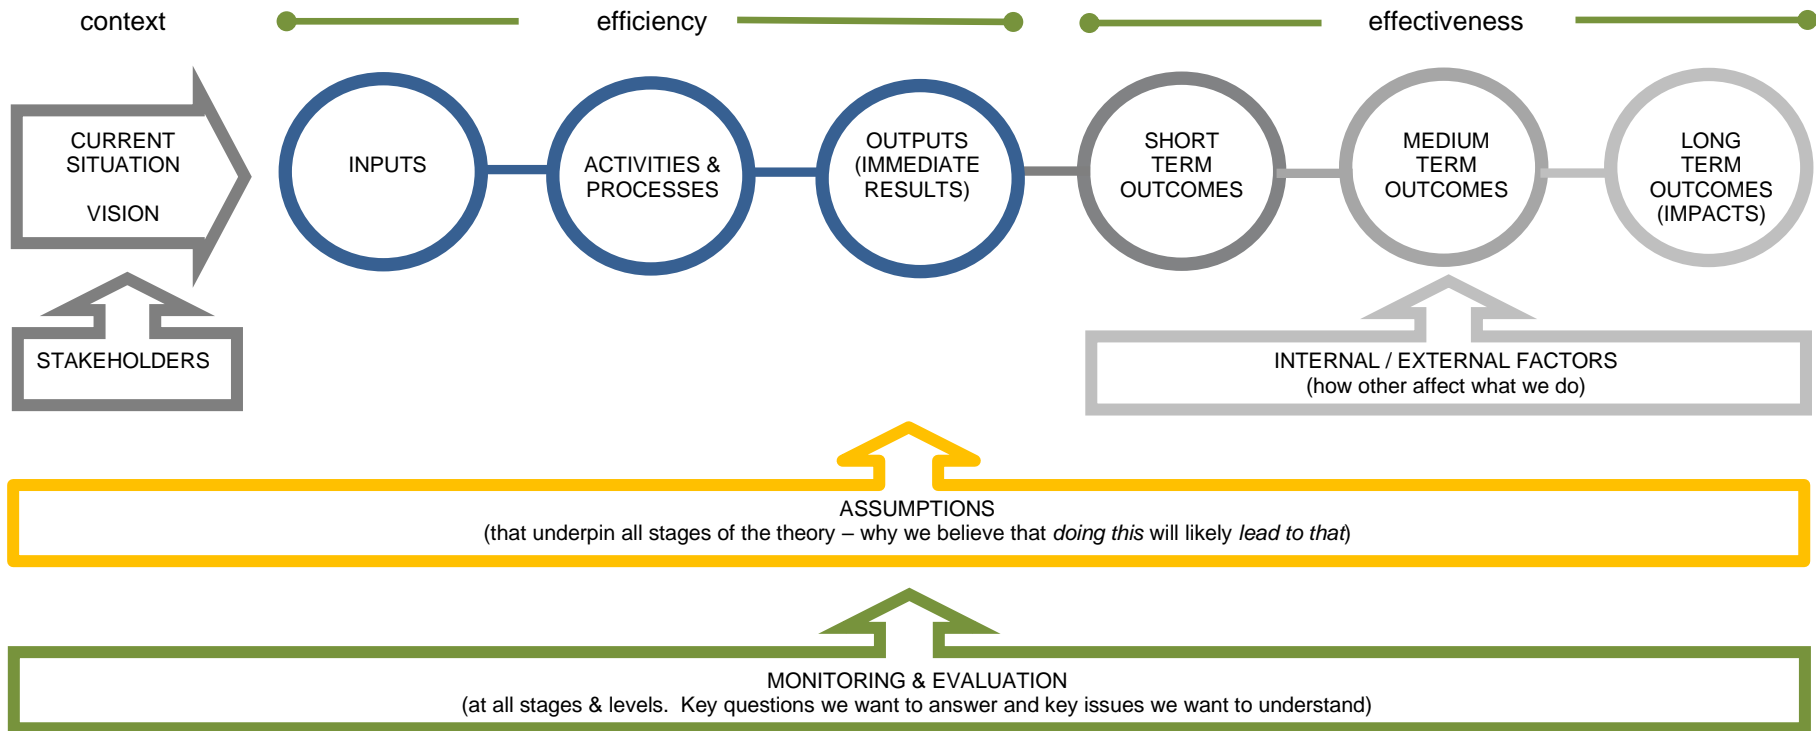 context
efficiency
effectiveness
CURRENT
SITUATION
VISION
INPUTS
ACTIVITIES &
PROCESSES
OUTPUTS
(IMMEDIATE
RESULTS)
SHORT
TERM
OUTCOMES
MEDIUM
TERM
OUTCOMES
LONG
TERM
OUTCOMES
(IMPACTS)
STAKEHOLDERS
INTERNAL / EXTERNAL FACTORS
(how other affect what we do)
ASSUMPTIONS
(that underpin all stages of the theory – why we believe that doing this will likely lead to that)
MONITORING & EVALUATION
(at all stages & levels.  Key questions we want to answer and key issues we want to understand)